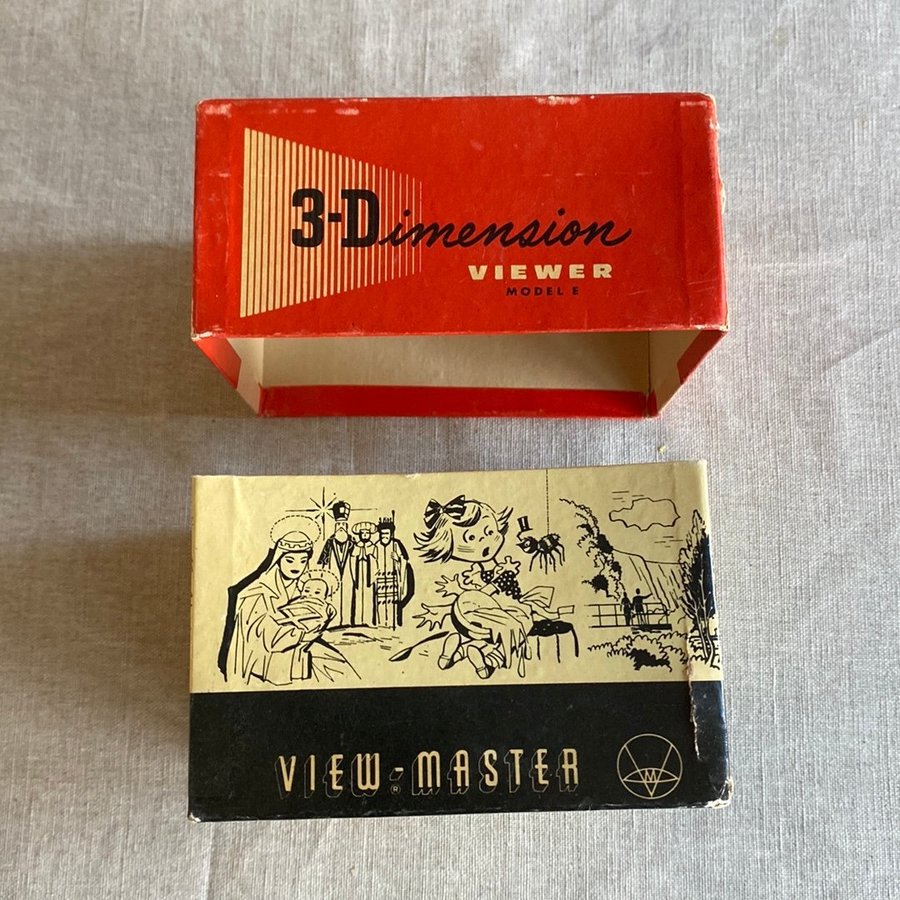 3-Dimension
VIEWER
MODEL E
VIEW-MASTER
®
M